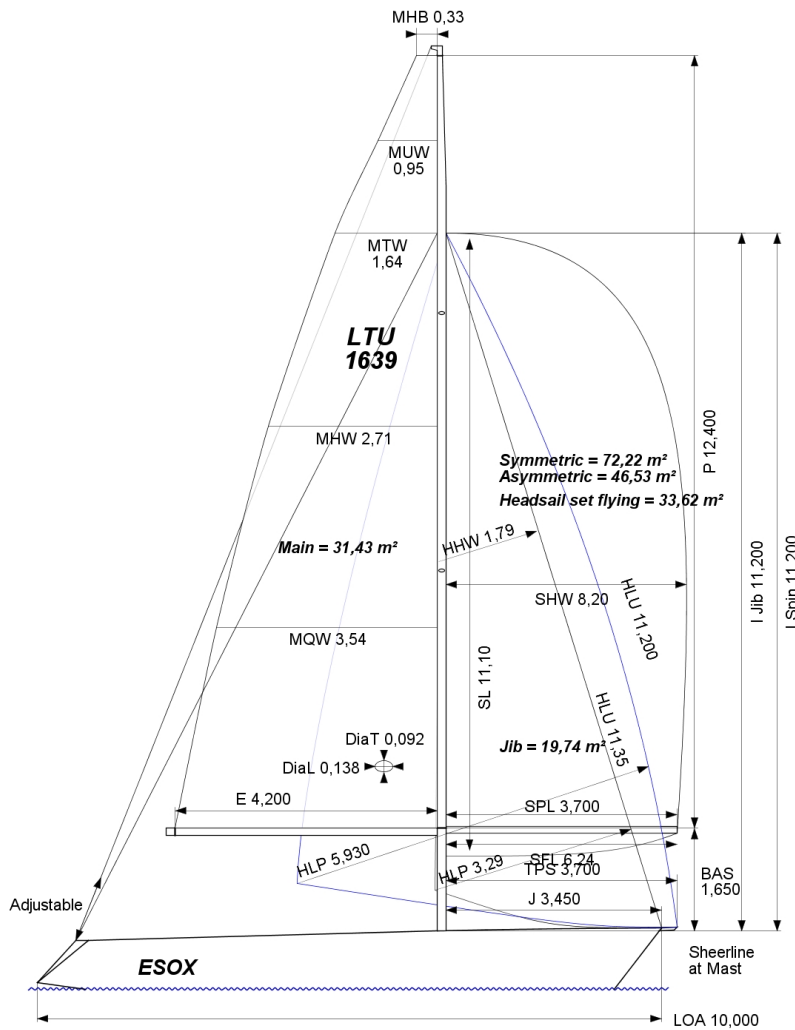 MHB 0,33
MUW
0,95
MTW
1,64
LTU
1639
P 12,400
MHW 2,71
Symmetric = 72,22 m²
Asymmetric = 46,53 m²
Headsail set flying = 33,62 m²
HHW 1,79
Main = 31,43 m²
I Jib 11,200
I Spin 11,200
SHW 8,20
HLU 11,200
MQW 3,54
SL 11,10
HLU 11,35
DiaT 0,092
Jib = 19,74 m²
DiaL 0,138
E 4,200
SPL 3,700
HLP 5,930
SFL 6,24
HLP 3,29
TPS 3,700
BAS
1,650
J 3,450
Adjustable
Sheerline
at Mast
ESOX
LOA 10,000